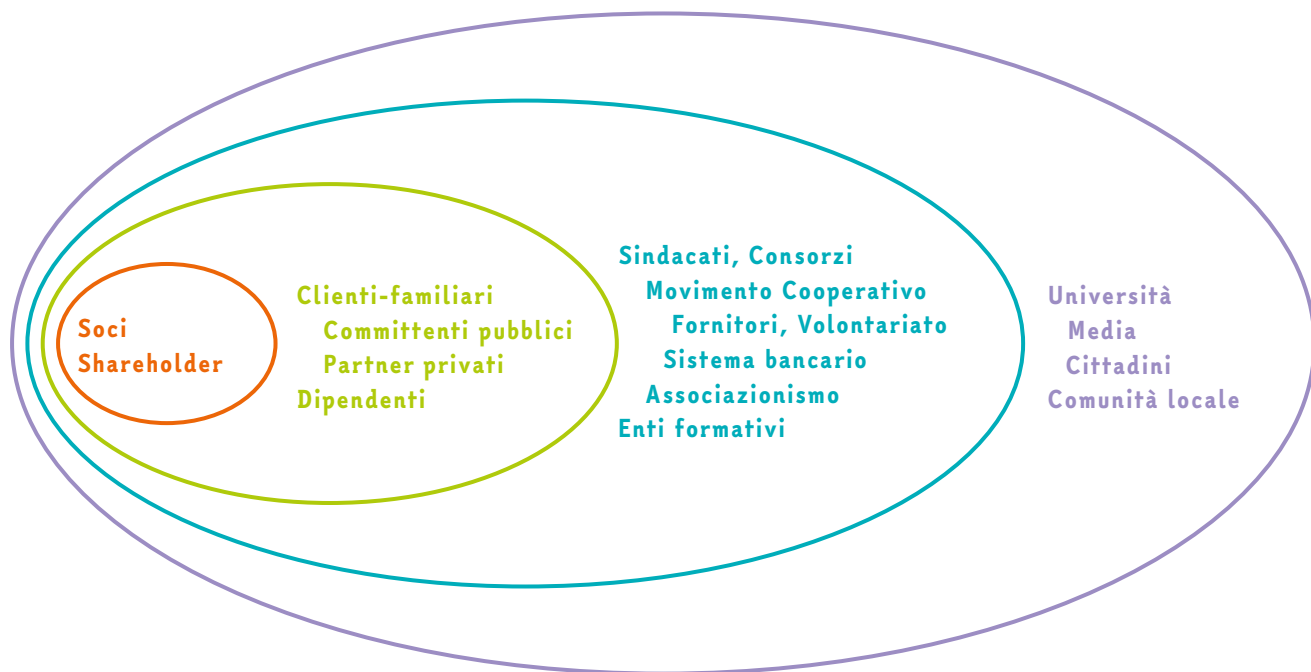 Soci
Shareholder
Clienti-familiari
Committenti pubblici
Partner privati
Dipendenti
Sindacati, Consorzi
Movimento Cooperativo
Fornitori, Volontariato
Sistema bancario
Associazionismo
Enti formativi
Università
Media
Cittadini
Comunità locale